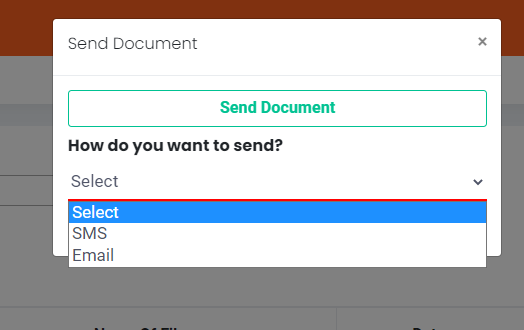 Send Document
×
Send Document
How do you want to send?
Select
Select
SMS
Email